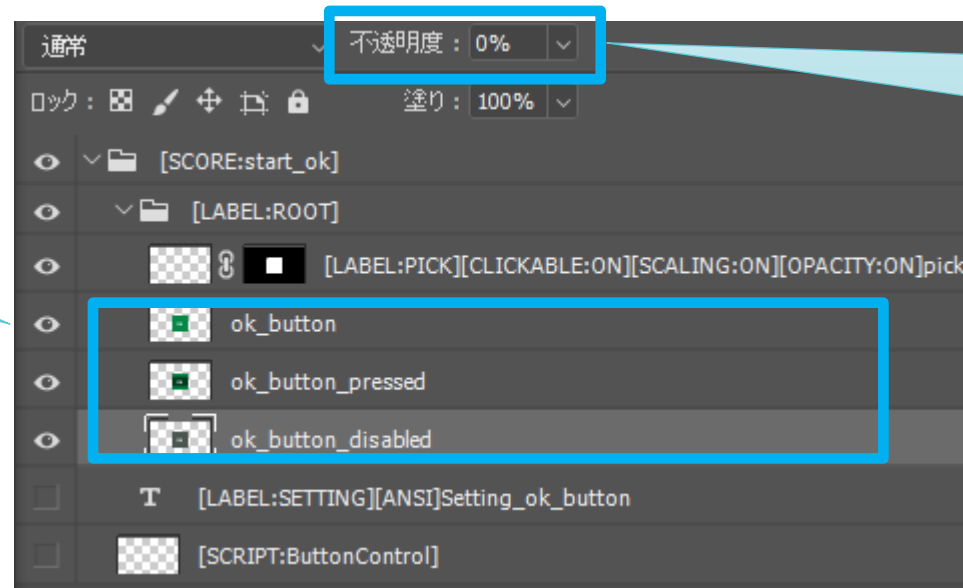 通常 不透明度 : 0%
ロック : 塗り : 100%
[SCORE:start_ok]
[LABEL:ROOT]
[LABEL:PICK][CLICKABLE:ON][SCALING:ON][OPACITY:ON]pick
ok_button
ok_button_pressed
ok_button_disabled
T [LABEL:SETTING][ANSI]Setting_ok_button
[SCRIPT:ButtonControl]